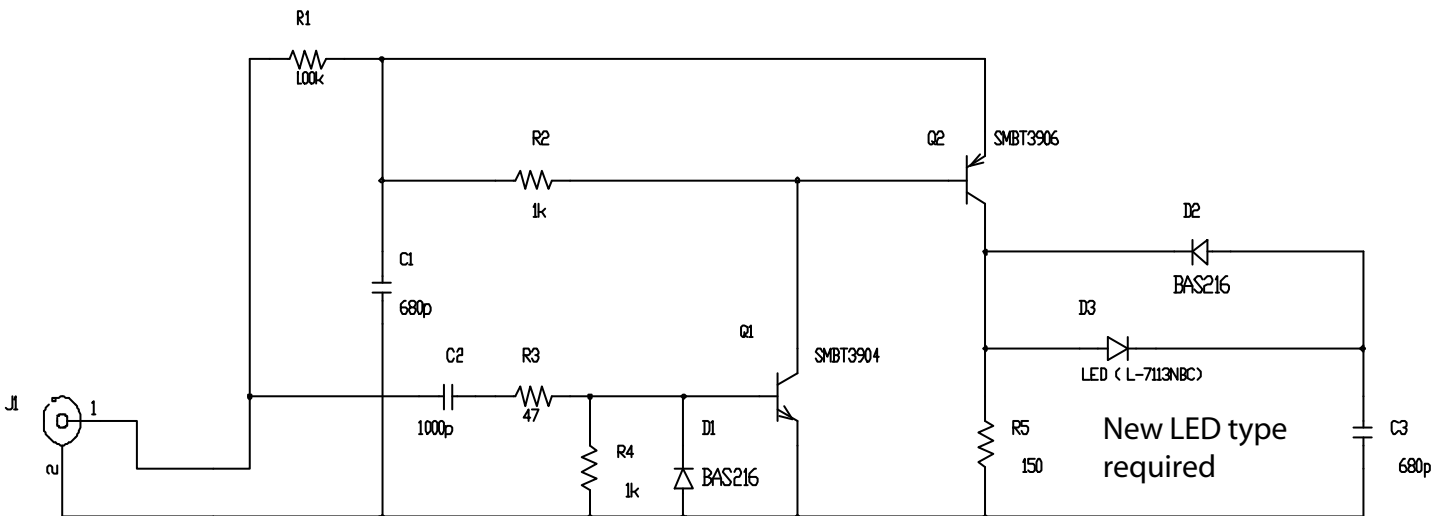 R1
100k
R2
1k
Q2
SMBT3906
D2
BAS216
C1
680p
D3
LED (L-7113NBC)
Q1
SMBT3904
C2
1000p
R3
47
J1
1
2
R4
1k
D1
BAS216
R5
150
New LED type
required
C3
680p